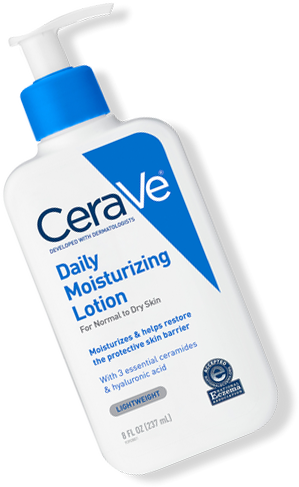 CeraVe®
DEVELOPED WITH DERMATOLOGISTS
Daily
Moisturizing
Lotion
For Normal to Dry Skin
Moisturizes & helps restore
the protective skin barrier
With 3 essential ceramides
& hyaluronic acid
LIGHTWEIGHT
ACCEPTED
NATIONAL
Eczema
ASSOCIATION
8 FL OZ (237 mL)